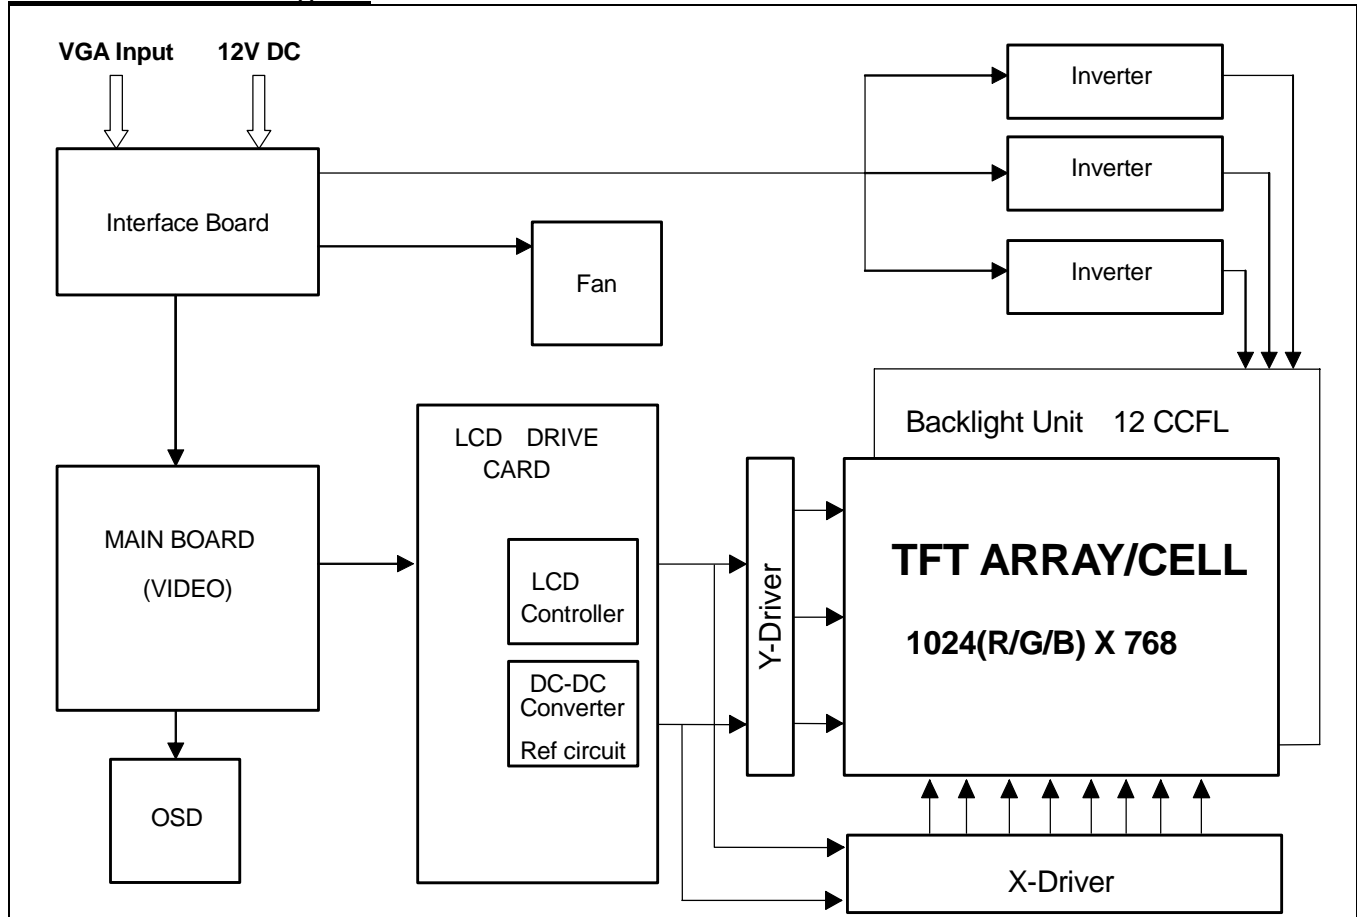 VGA Input 12V DC
Inverter
Inverter
Interface Board
Inverter
Fan
Backlight Unit 12 CCFL
LCD DRIVE
CARD
MAIN BOARD
(VIDEO)
LCD
Controller
DC-DC
Converter
Ref circuit
Y-Driver
TFT ARRAY/CELL
1024(R/G/B) X 768
OSD
X-Driver